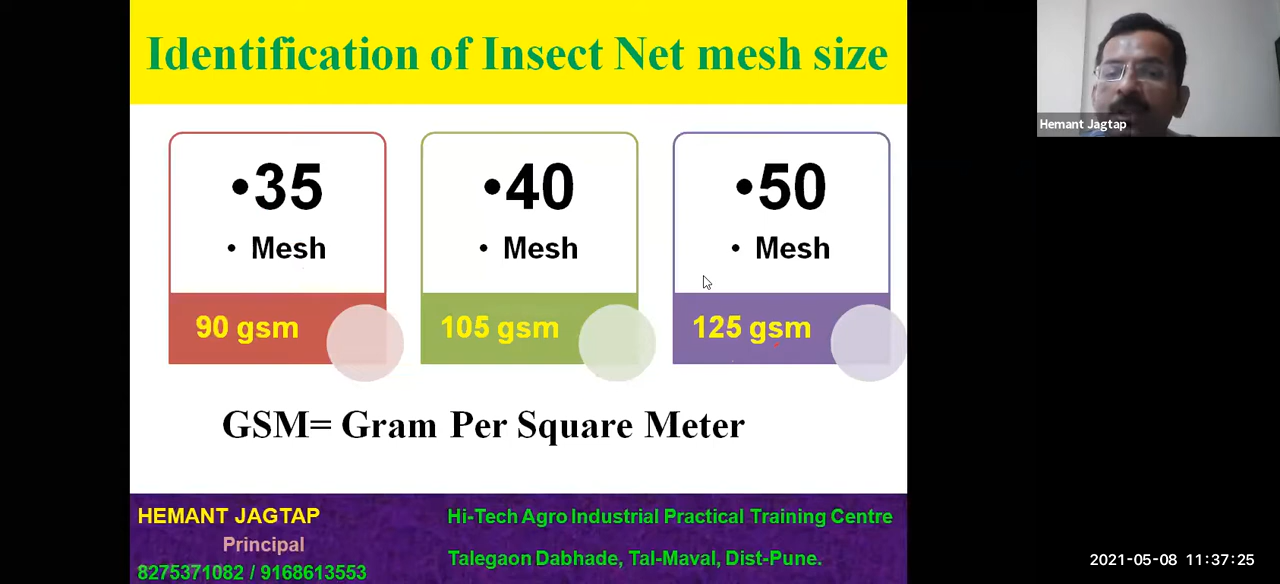 Identification of Insect Net mesh size
•35
• Mesh
90 gsm
•40
• Mesh
105 gsm
•50
• Mesh
125 gsm
GSM= Gram Per Square Meter
HEMANT JAGTAP
Principal
8275371082 / 9168613553
Hi-Tech Agro Industrial Practical Training Centre
Talegaon Dabhade, Tal-Maval, Dist-Pune.
Hemant Jagtap
2021-05-08 11:37:25